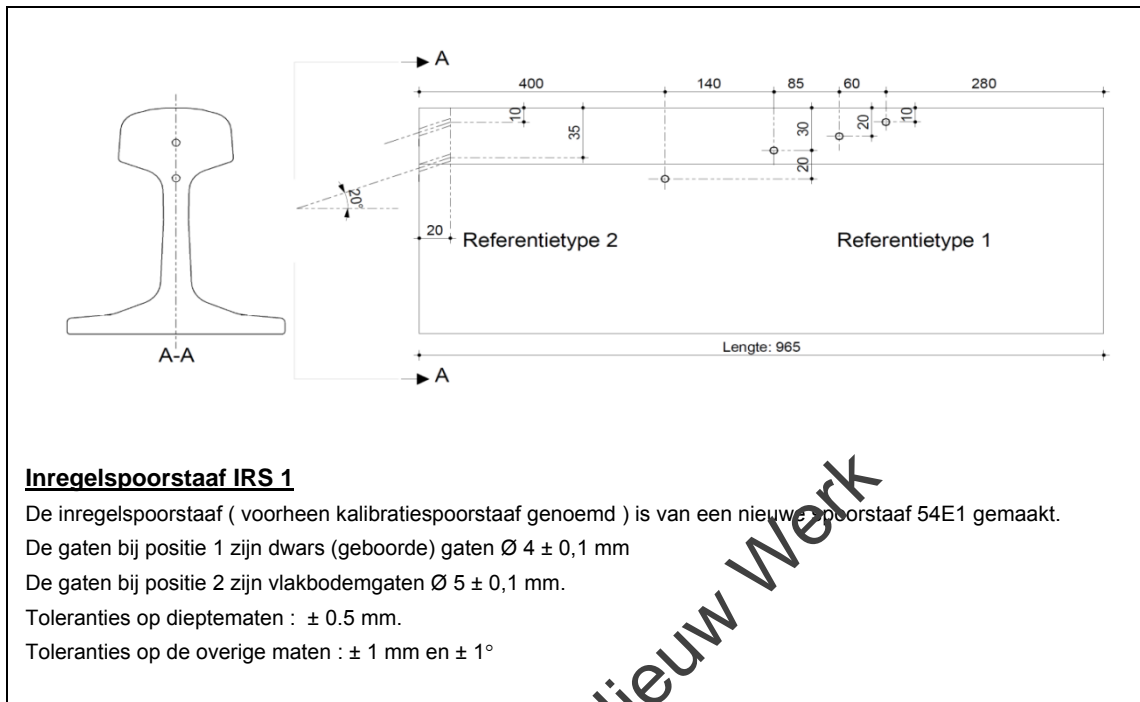 A
400 140 85 60 280
10 35 30 20 10
20
20°
20
Referentietype 2 Referentietype 1
A-A
Lengte: 965
A
Inregelspoorstaaf IRS 1
De inregelspoorstaaf ( voorheen kalibratiespoorstaaf genoemd ) is van een nieuwe spoorstaaf 54E1 gemaakt.
De gaten bij positie 1 zijn dwars (geboorde) gaten Ø 4 ± 0,1 mm
De gaten bij positie 2 zijn vlakbodemgaten Ø 5 ± 0,1 mm.
Toleranties op dieptematen : ± 0.5 mm.
Toleranties op de overige maten : ± 1 mm en ± 1°
Nieuw Werk